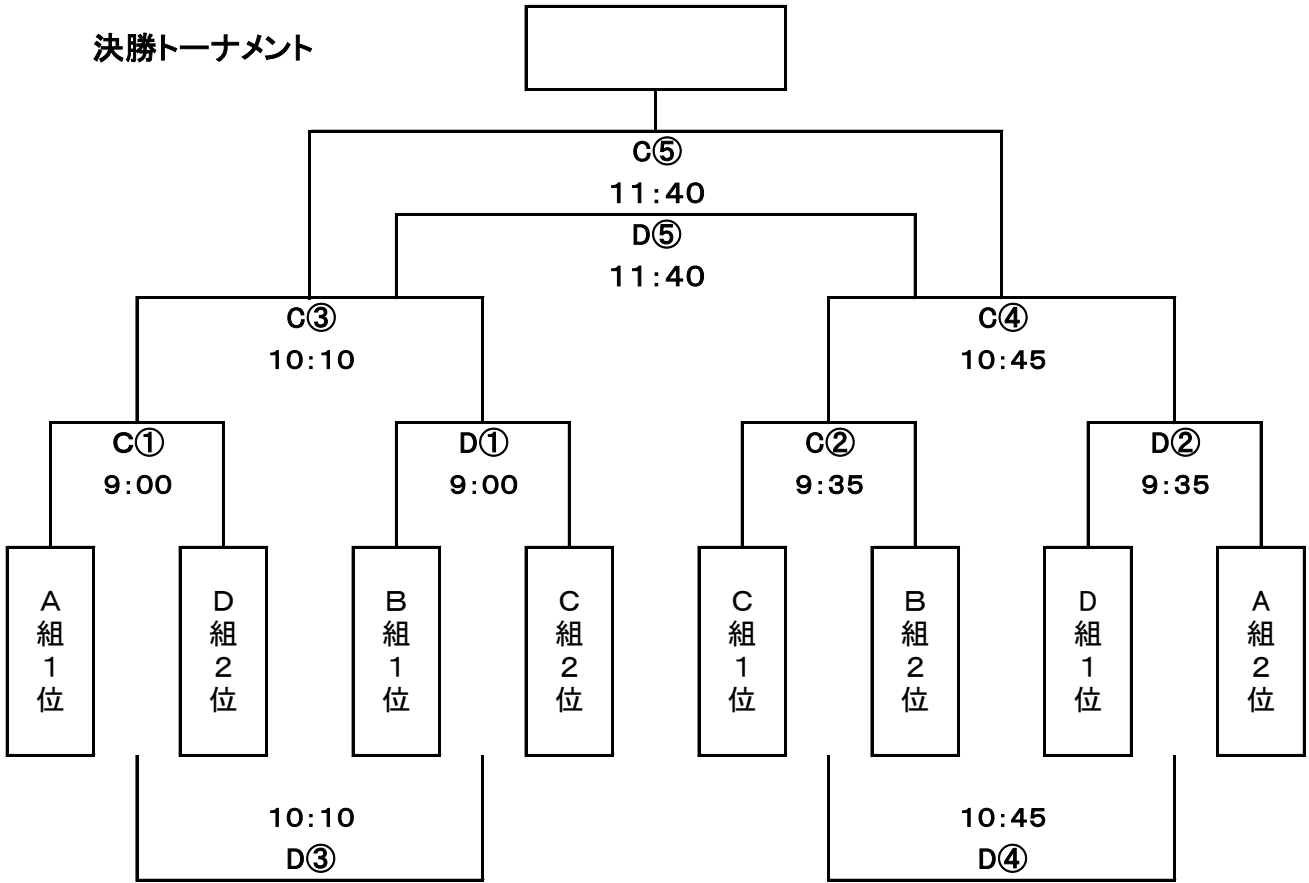 決勝トーナメント
C⑤
11:40
D⑤
11:40
C③
C④
10:10
10:45
C①
D①
C②
D②
9:00
9:00
9:35
9:35
A組1位
D組2位
B組1位
C組2位
C組1位
B組2位
D組1位
A組2位
10:10
10:45
D③
D④